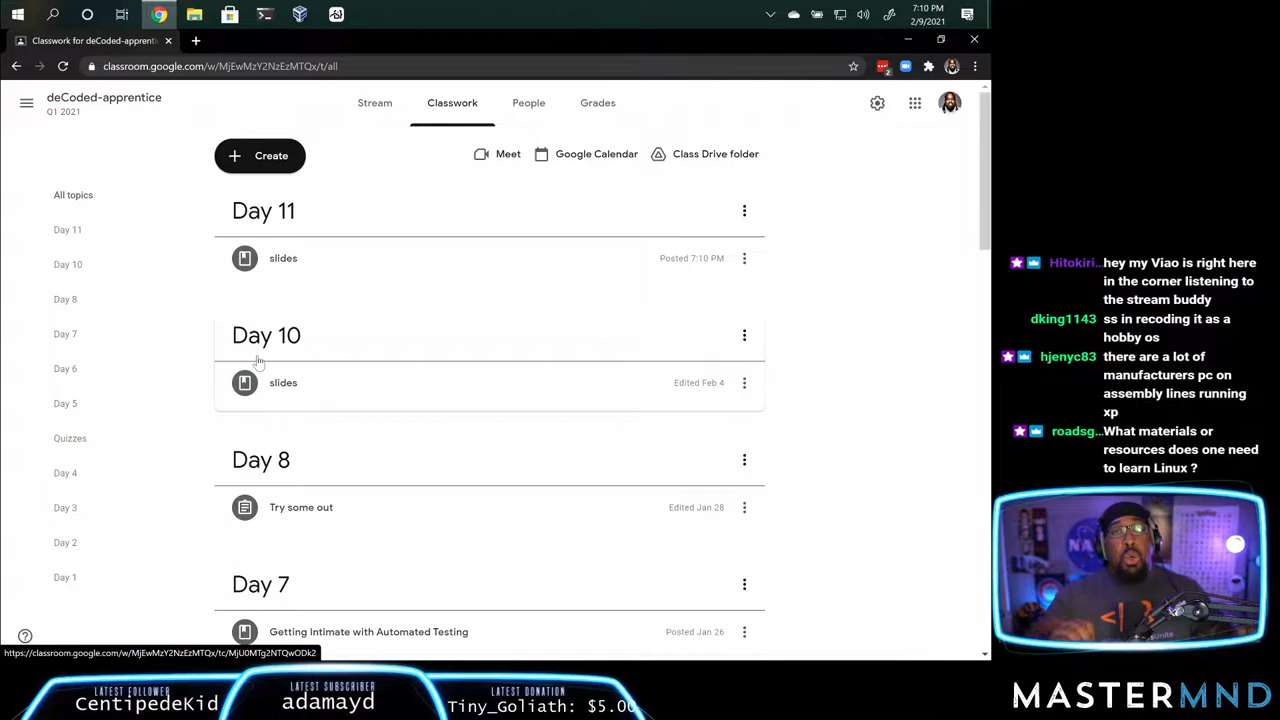 7:10 PM
2/9/2021
Classwork for deCoded-apprenti
classroom.google.com/w/MjEwMzY2NzEzMTQx/t/all
2
deCoded-apprentice
Q1 2021
Stream
Classwork
People
Grades
Create
Meet
Google Calendar
Class Drive folder
All topics
Day 11
Day 10
Day 8
Day 7
Day 6
Day 5
Quizzes
Day 4
Day 3
Day 2
Day 1
Day 11
slides
Posted 7:10 PM
Day 10
slides
Edited Feb 4
Day 8
Try some out
Edited Jan 28
Day 7
Getting Intimate with Automated Testing
Posted Jan 26
https://classroom.google.com/w/MjEwMzY2NzEzMTQx/tc/MjU0MTg2NTQwODk2
Hitokiri... hey my Viao is right here
in the corner listening to
the stream buddy
dking1143 ss in recoding it as a
hobby os
hjenyc83 there are a lot of
manufacturers pc on
assembly lines running
xp
roadsg... What materials or
resources does one need
to learn Linux ?
NASA
LATEST FOLLOWER
CentipedeKid
LATEST SUBSCRIBER
adamayd
LATEST DONATION
Tiny_Goliath: $5.00
MASTERMND